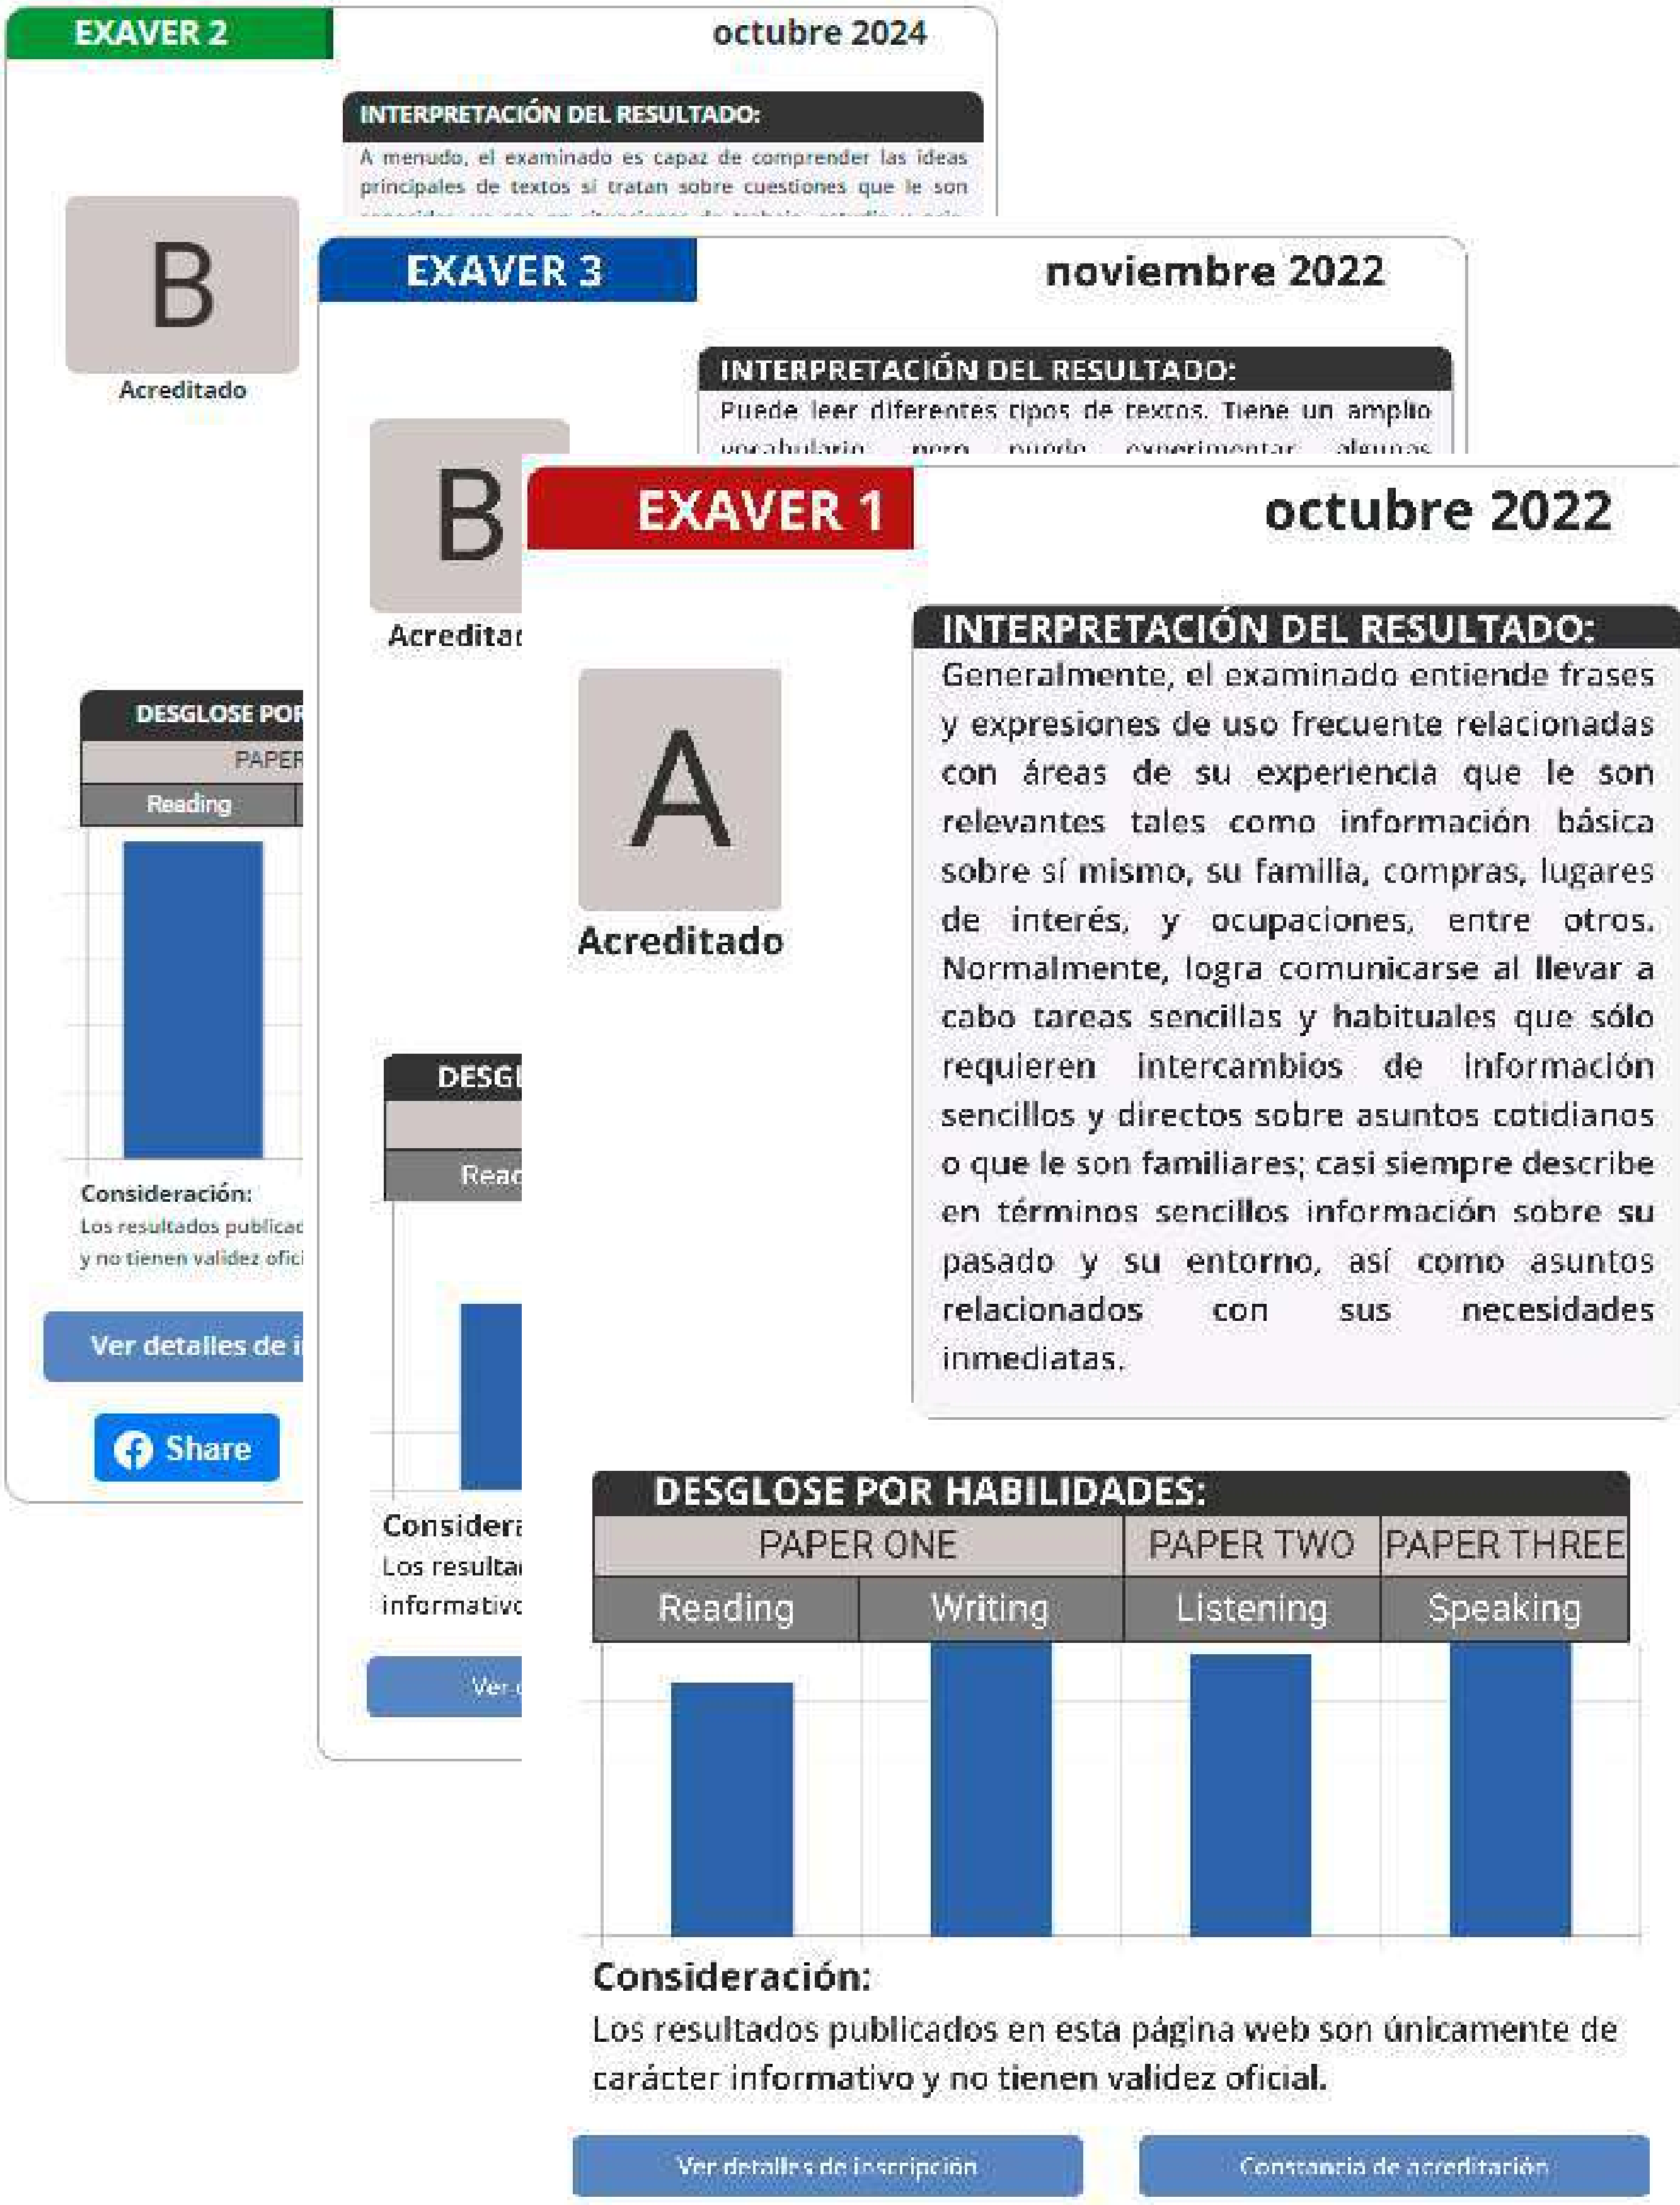 EXAVER 2
octubre 2024
INTERPRETACIÓN DEL RESULTADO:
A menudo, el examinado es capaz de comprender las ideas
principales de textos si tratan sobre cuestiones que le son
B
Acreditado
DESGLOSE POR
PAPER
Reading
Consideración:
Los resultados publicad
y no tienen validez ofici
Ver detalles de i
Share
EXAVER 3
noviembre 2022
INTERPRETACIÓN DEL RESULTADO:
Puede leer diferentes tipos de textos. Tiene un amplio
vocabulario, pero puede experimentar algunas
B
Acreditad
DESGL
Read
Considera
Los resultad
informativo
Ver d
EXAVER 1
octubre 2022
INTERPRETACIÓN DEL RESULTADO:
Generalmente, el examinado entiende frases
y expresiones de uso frecuente relacionadas
con áreas de su experiencia que le son
relevantes tales como información básica
sobre sí mismo, su familia, compras, lugares
de interés, y ocupaciones, entre otros.
Normalmente, logra comunicarse al llevar a
cabo tareas sencillas y habituales que sólo
requieren intercambios de información
sencillos y directos sobre asuntos cotidianos
o que le son familiares; casi siempre describe
en términos sencillos información sobre su
pasado y su entorno, así como asuntos
relacionados con sus necesidades
inmediatas.
A
Acreditado
DESGLOSE POR HABILIDADES:
PAPER ONE PAPER TWO PAPER THREE
Reading Writing Listening Speaking
Consideración:
Los resultados publicados en esta página web son únicamente de
carácter informativo y no tienen validez oficial.
Ver detalles de inscripción
Constancia de acreditación